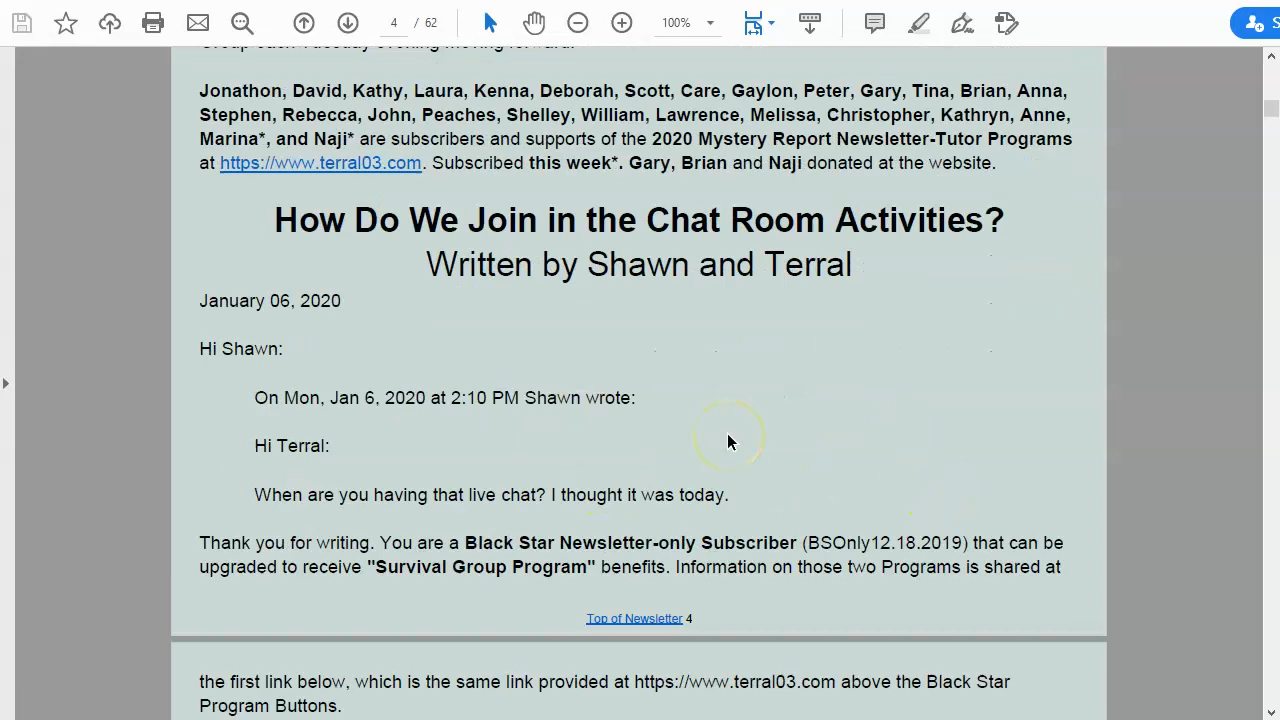 4 / 62
100%
S
Group each Tuesday evening moving forward.
Jonathon, David, Kathy, Laura, Kenna, Deborah, Scott, Care, Gaylon, Peter, Gary, Tina, Brian, Anna,
Stephen, Rebecca, John, Peaches, Shelley, William, Lawrence, Melissa, Christopher, Kathryn, Anne,
Marina*, and Naji* are subscribers and supports of the 2020 Mystery Report Newsletter-Tutor Programs
at https://www.terral03.com. Subscribed this week*. Gary, Brian and Naji donated at the website.
How Do We Join in the Chat Room Activities?
Written by Shawn and Terral
January 06, 2020
Hi Shawn:
On Mon, Jan 6, 2020 at 2:10 PM Shawn wrote:
Hi Terral:
When are you having that live chat? I thought it was today.
Thank you for writing. You are a Black Star Newsletter-only Subscriber (BSOnly12.18.2019) that can be
upgraded to receive "Survival Group Program" benefits. Information on those two Programs is shared at
Top of Newsletter 4
the first link below, which is the same link provided at https://www.terral03.com above the Black Star
Program Buttons.